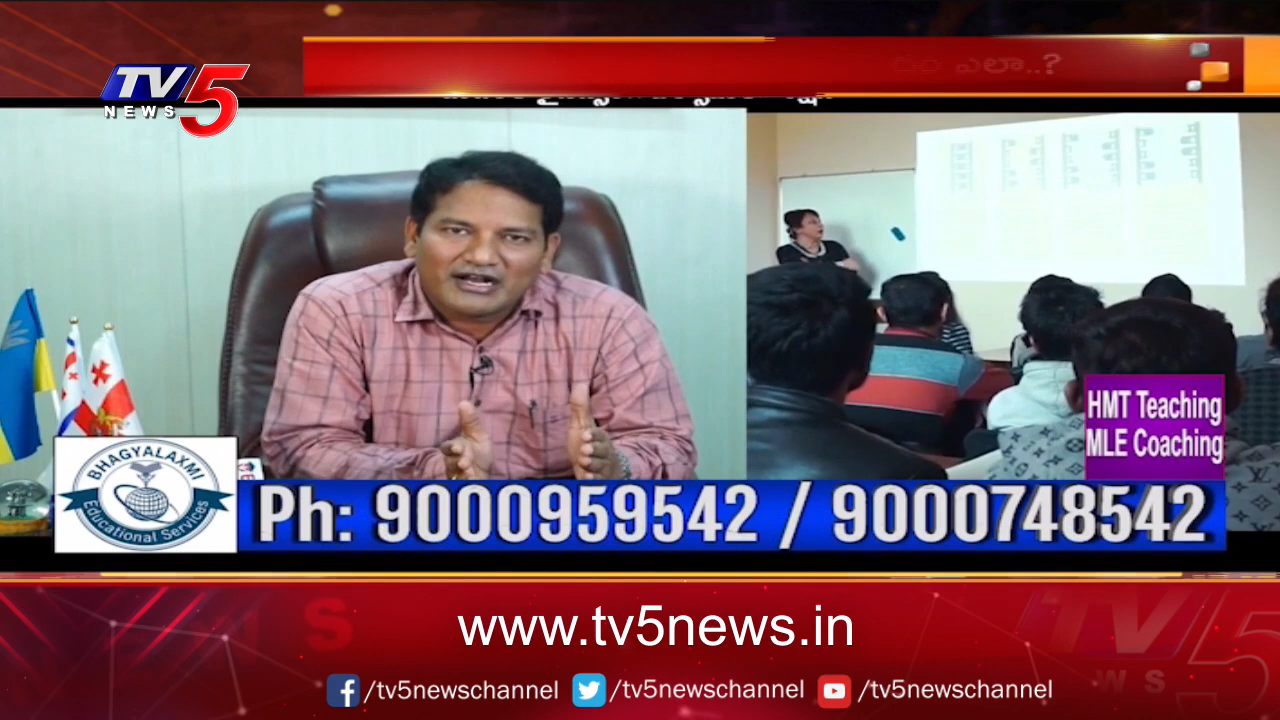 TV5
NEWS
ఎలా..?
HMT Teaching
MLE Coaching
BHAGYALAXMI
Educational Services
Ph: 9000959542 / 9000748542
www.tv5news.in
/tv5newschannel /tv5newschannel /tv5newschannel